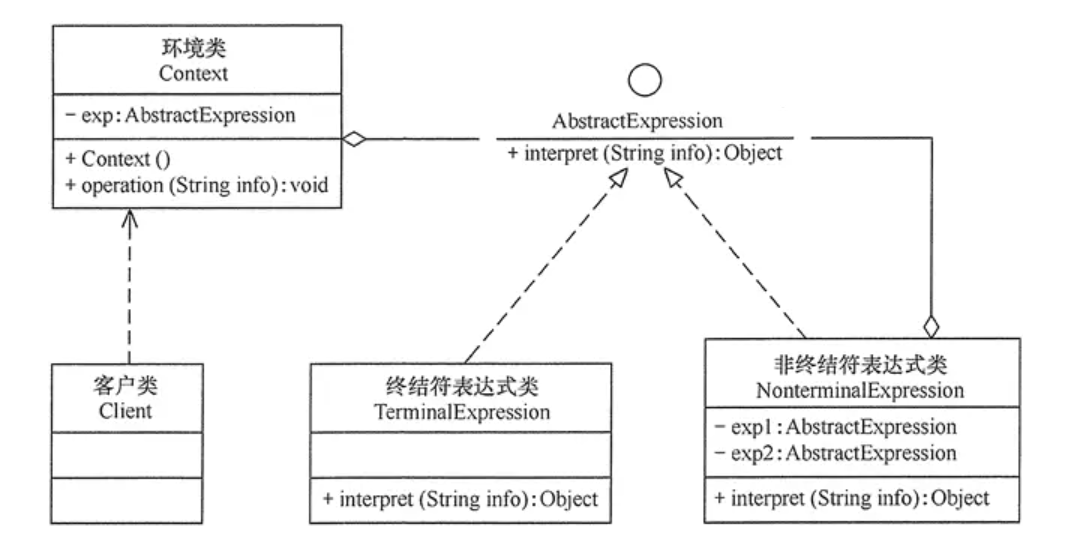 环境类
Context
- exp:AbstractExpression
+ Context()
+ operation(String info):void
AbstractExpression
+ interpret(String info):Object
客户类
Client
终结符表达式类
TerminalExpression
+ interpret(String info):Object
非终结符表达式类
NonterminalExpression
- exp1:AbstractExpression
- exp2:AbstractExpression
+ interpret(String info):Object